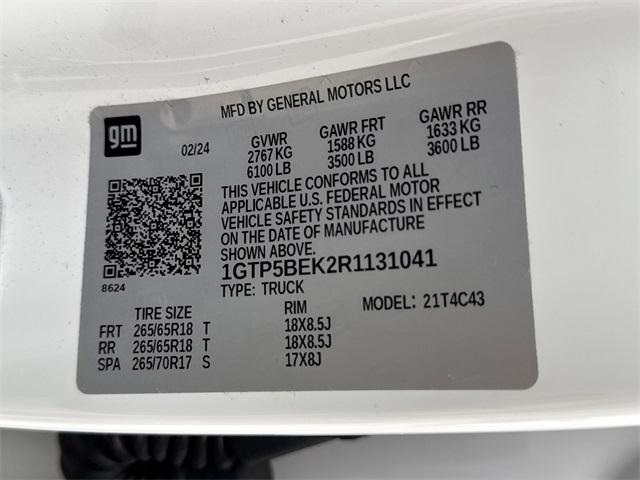 MFD BY GENERAL MOTORS LLC
gm
02/24
GVWR
2767 KG
6100 LB
GAWR FRT
1588 KG
3500 LB
GAWR RR
1633 KG
3600 LB
THIS VEHICLE CONFORMS TO ALL
APPLICABLE U.S. FEDERAL MOTOR
VEHICLE SAFETY STANDARDS IN EFFECT
ON THE DATE OF MANUFACTURE
SHOWN ABOVE.
1GTP5BEK2R1131041
8624
TYPE: TRUCK
MODEL: 21T4C43
TIRE SIZE RIM
FRT 265/65R18 T 18X8.5J
RR 265/65R18 T 18X8.5J
SPA 265/70R17 S 17X8J